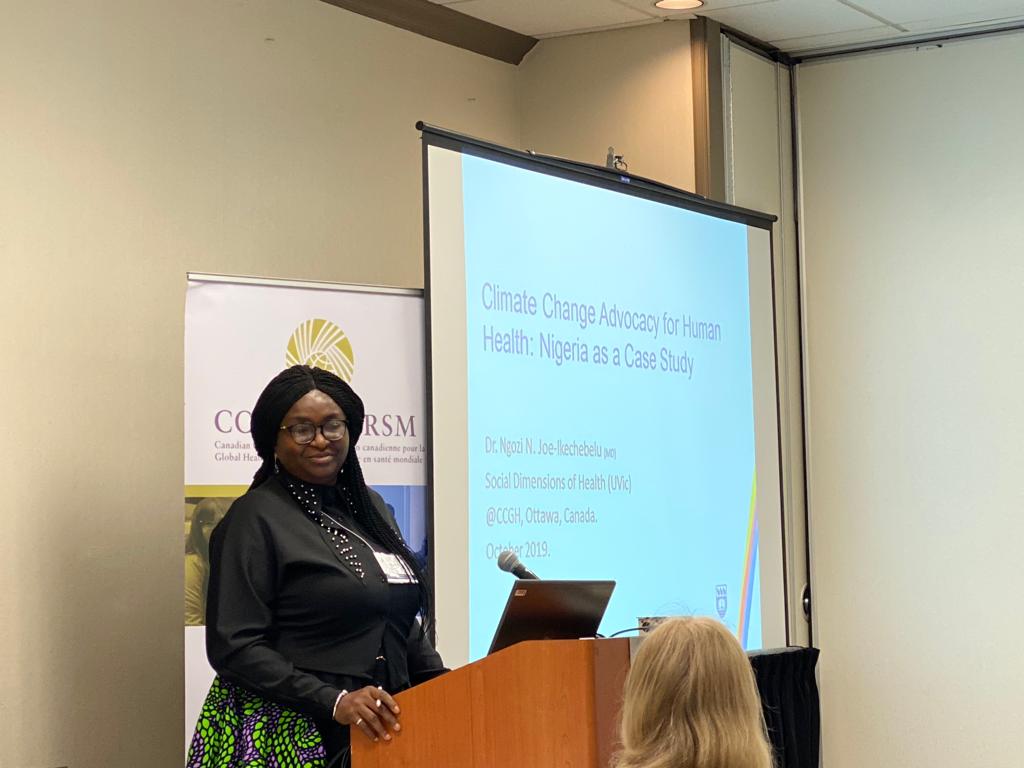 CO RSM
Canadian canadienne pour la
Global Hea en santé mondiale
Climate Change Advocacy for Human
Health: Nigeria as a Case Study
Dr. Ngozi N. Joe-Ikechebelu (MD)
Social Dimensions of Health (UVic)
@CCGH, Ottawa, Canada.
October 2019.